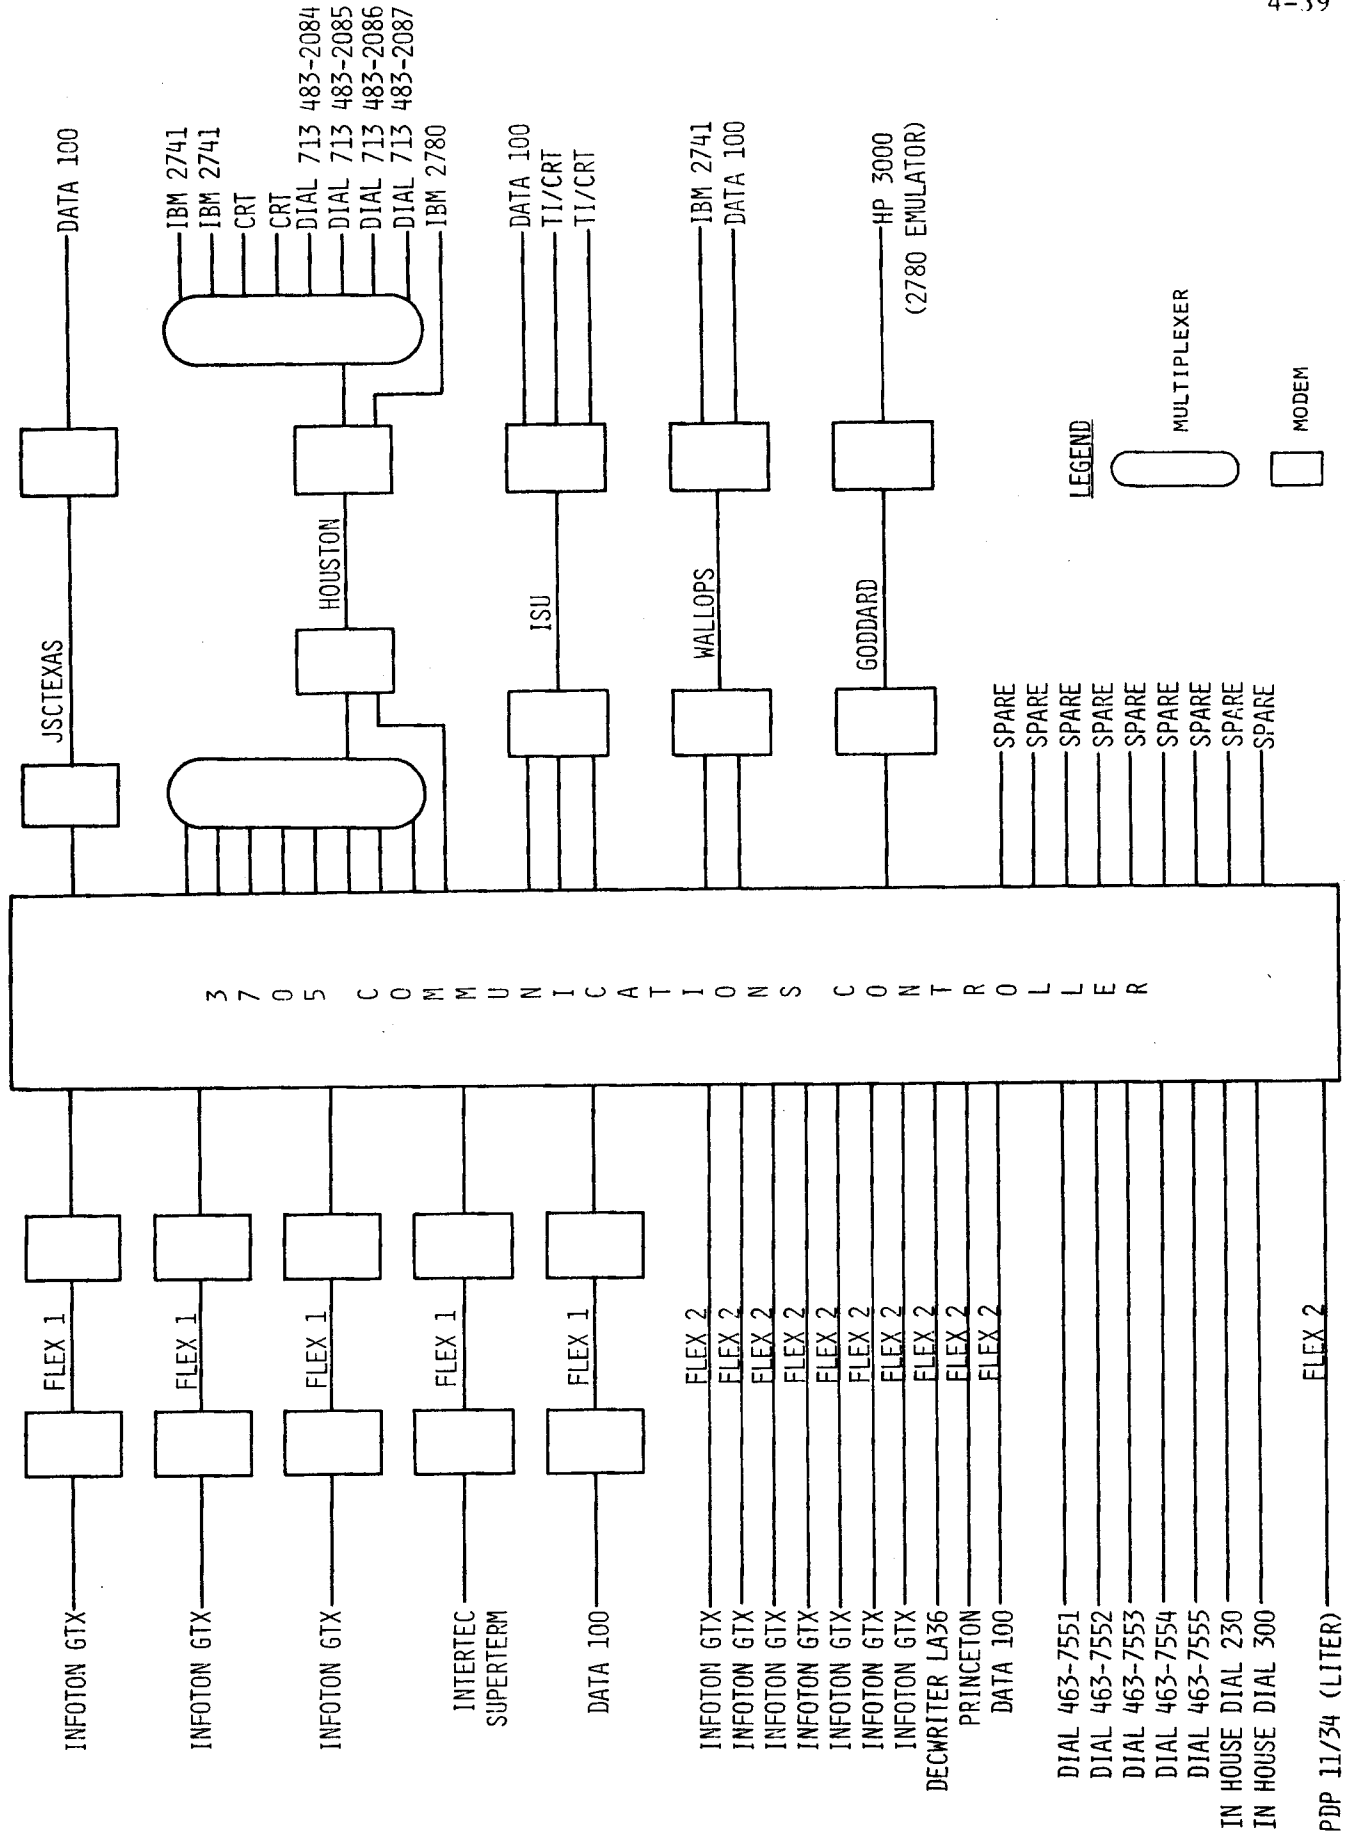 4-39
INFOTON GTX
FLEX 1
INFOTON GTX
FLEX 1
INFOTON GTX
FLEX 1
INTERTEC
SUPERTERM
FLEX 1
DATA 100
FLEX 1
INFOTON GTX
FLEX 2
INFOTON GTX
FLEX 2
INFOTON GTX
FLEX 2
INFOTON GTX
FLEX 2
INFOTON GTX
FLEX 2
INFOTON GTX
FLEX 2
INFOTON GTX
FLEX 2
DECWRITER LA36
FLEX 2
PRINCETON
FLEX 2
DATA 100
FLEX 2
DIAL 463-7551
DIAL 463-7552
DIAL 463-7553
DIAL 463-7554
DIAL 463-7555
IN HOUSE DIAL 230
IN HOUSE DIAL 300
PDP 11/34 (LITER)
FLEX 2
3705 COMMUNICATIONS CONTROLLER
JSCTEXAS
DATA 100
HOUSTON
IBM 2741
IBM 2741
CRT
CRT
DIAL 713 483-2084
DIAL 713 483-2085
DIAL 713 483-2086
DIAL 713 483-2087
IBM 2780
ISU
DATA 100
TI/CRT
TI/CRT
WALLOPS
IBM 2741
DATA 100
GODDARD
HP 3000
(2780 EMULATOR)
SPARE
SPARE
SPARE
SPARE
SPARE
SPARE
SPARE
SPARE
SPARE
LEGEND
MULTIPLEXER
MODEM